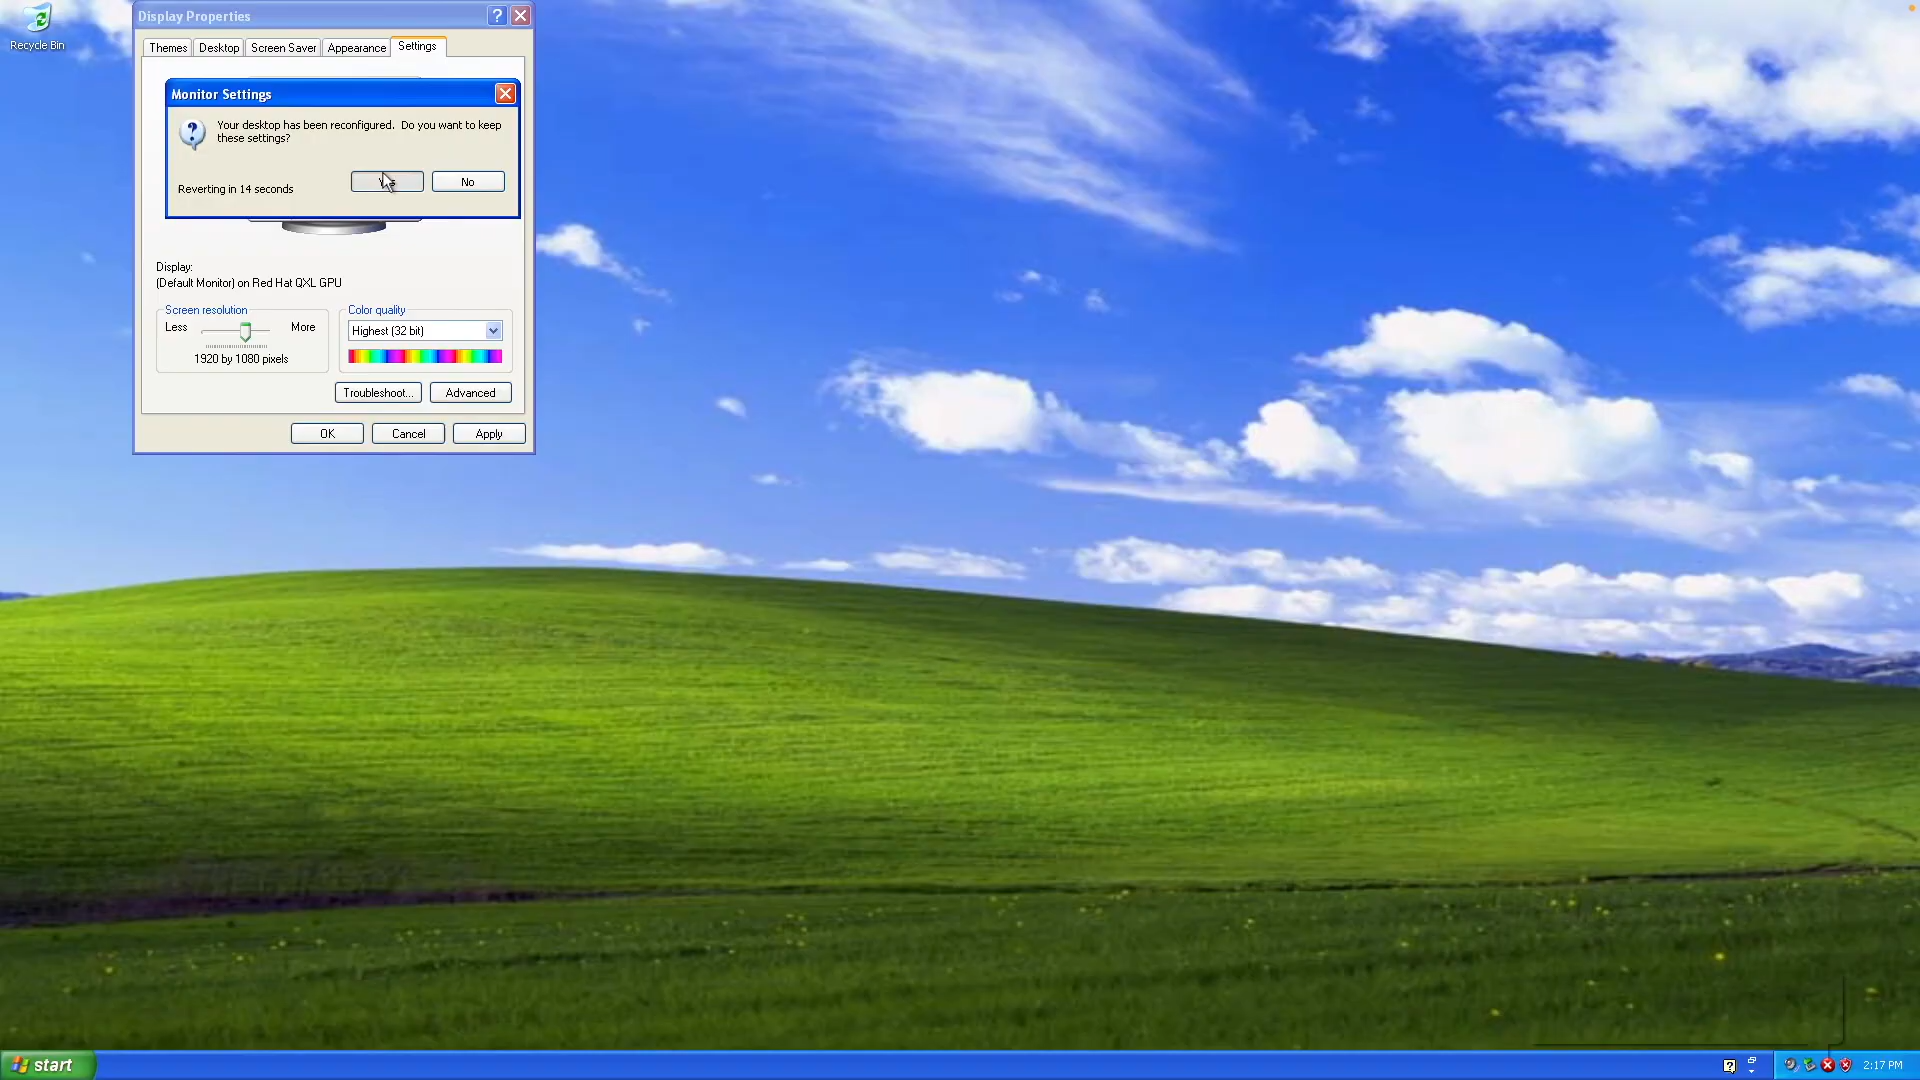 Recycle Bin
Display Properties
Themes
Desktop
Screen Saver
Appearance
Settings
Monitor Settings
Your desktop has been reconfigured. Do you want to keep
these settings?
Reverting in 14 seconds
No
Display:
(Default Monitor) on Red Hat QXL GPU
Screen resolution
Less
More
1920 by 1080 pixels
Color quality
Highest (32 bit)
Troubleshoot...
Advanced
OK
Cancel
Apply
start
2:17 PM